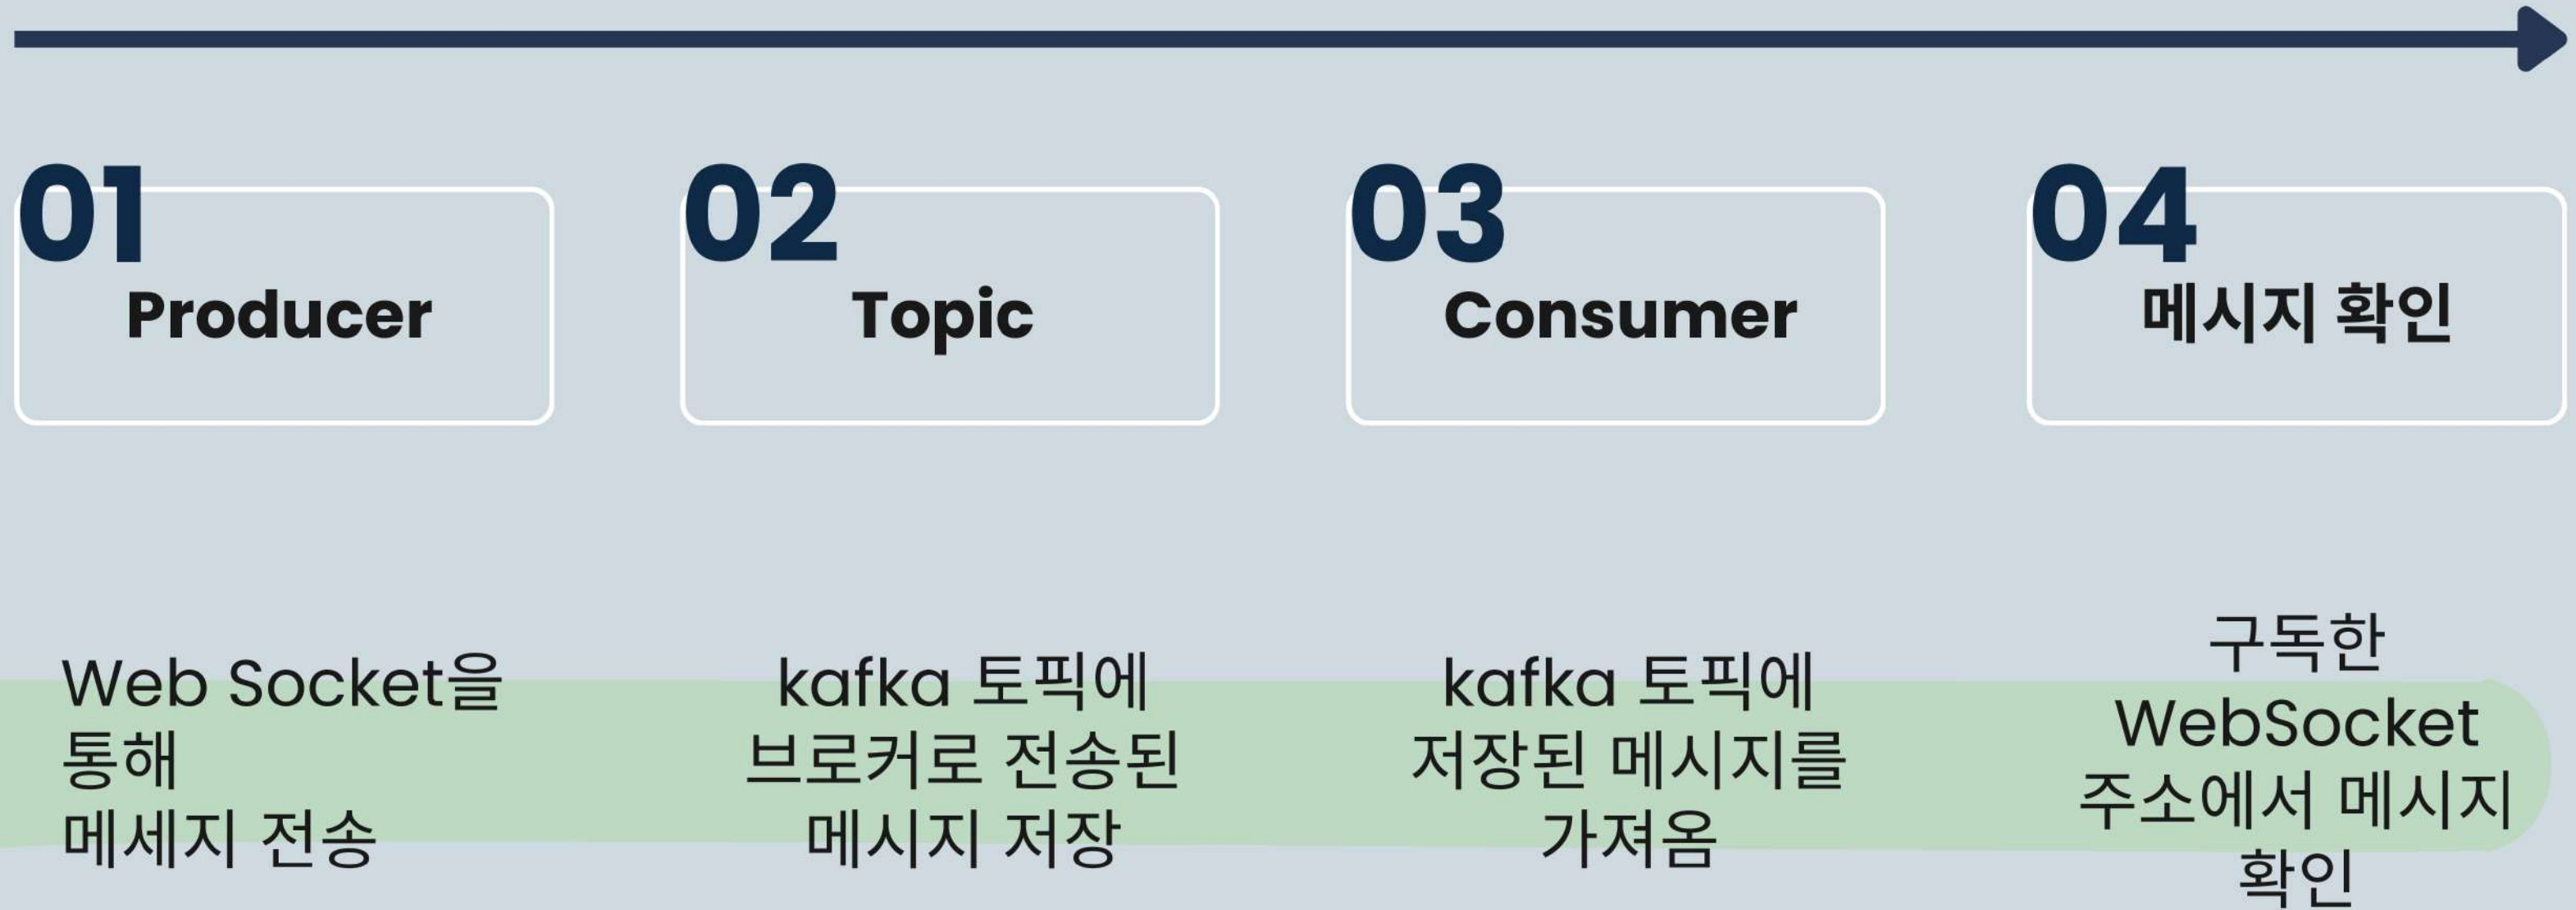 01
Producer
02
Topic
03
Consumer
04
메시지 확인
Web Socket을
통해
메세지 전송
kafka 토픽에
브로커로 전송된
메시지 저장
kafka 토픽에
저장된 메시지를
가져옴
구독한
WebSocket
주소에서 메시지
확인